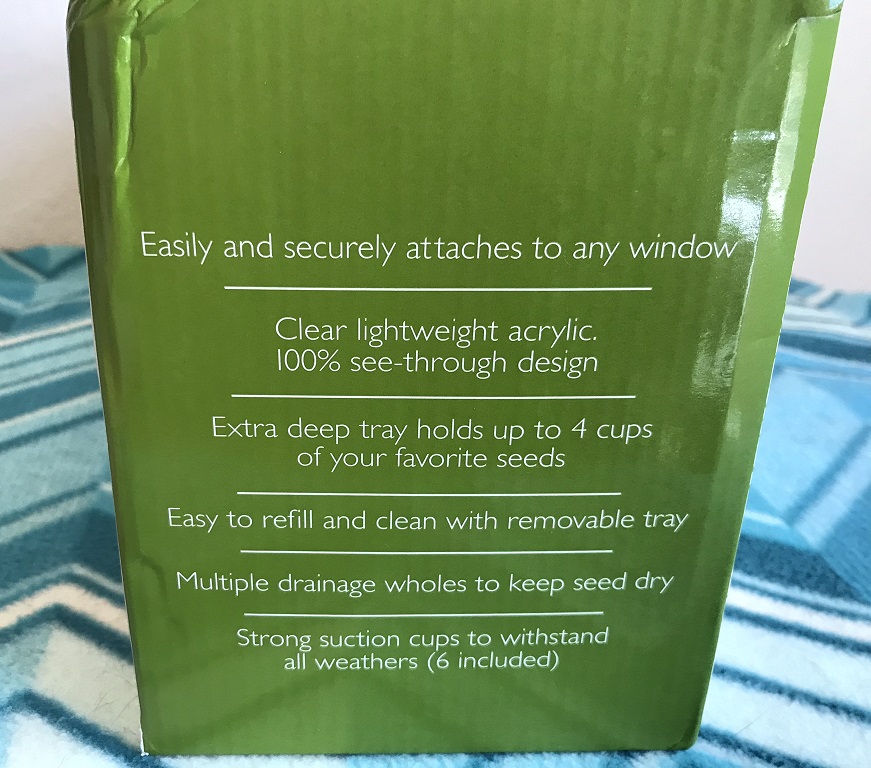 Easily and securely attaches to any window
Clear lightweight acrylic.
100% see-through design
Extra deep tray holds up to 4 cups
of your favorite seeds
Easy to refill and clean with removable tray
Multiple drainage wholes to keep seed dry
Strong suction cups to withstand
all weathers (6 included)